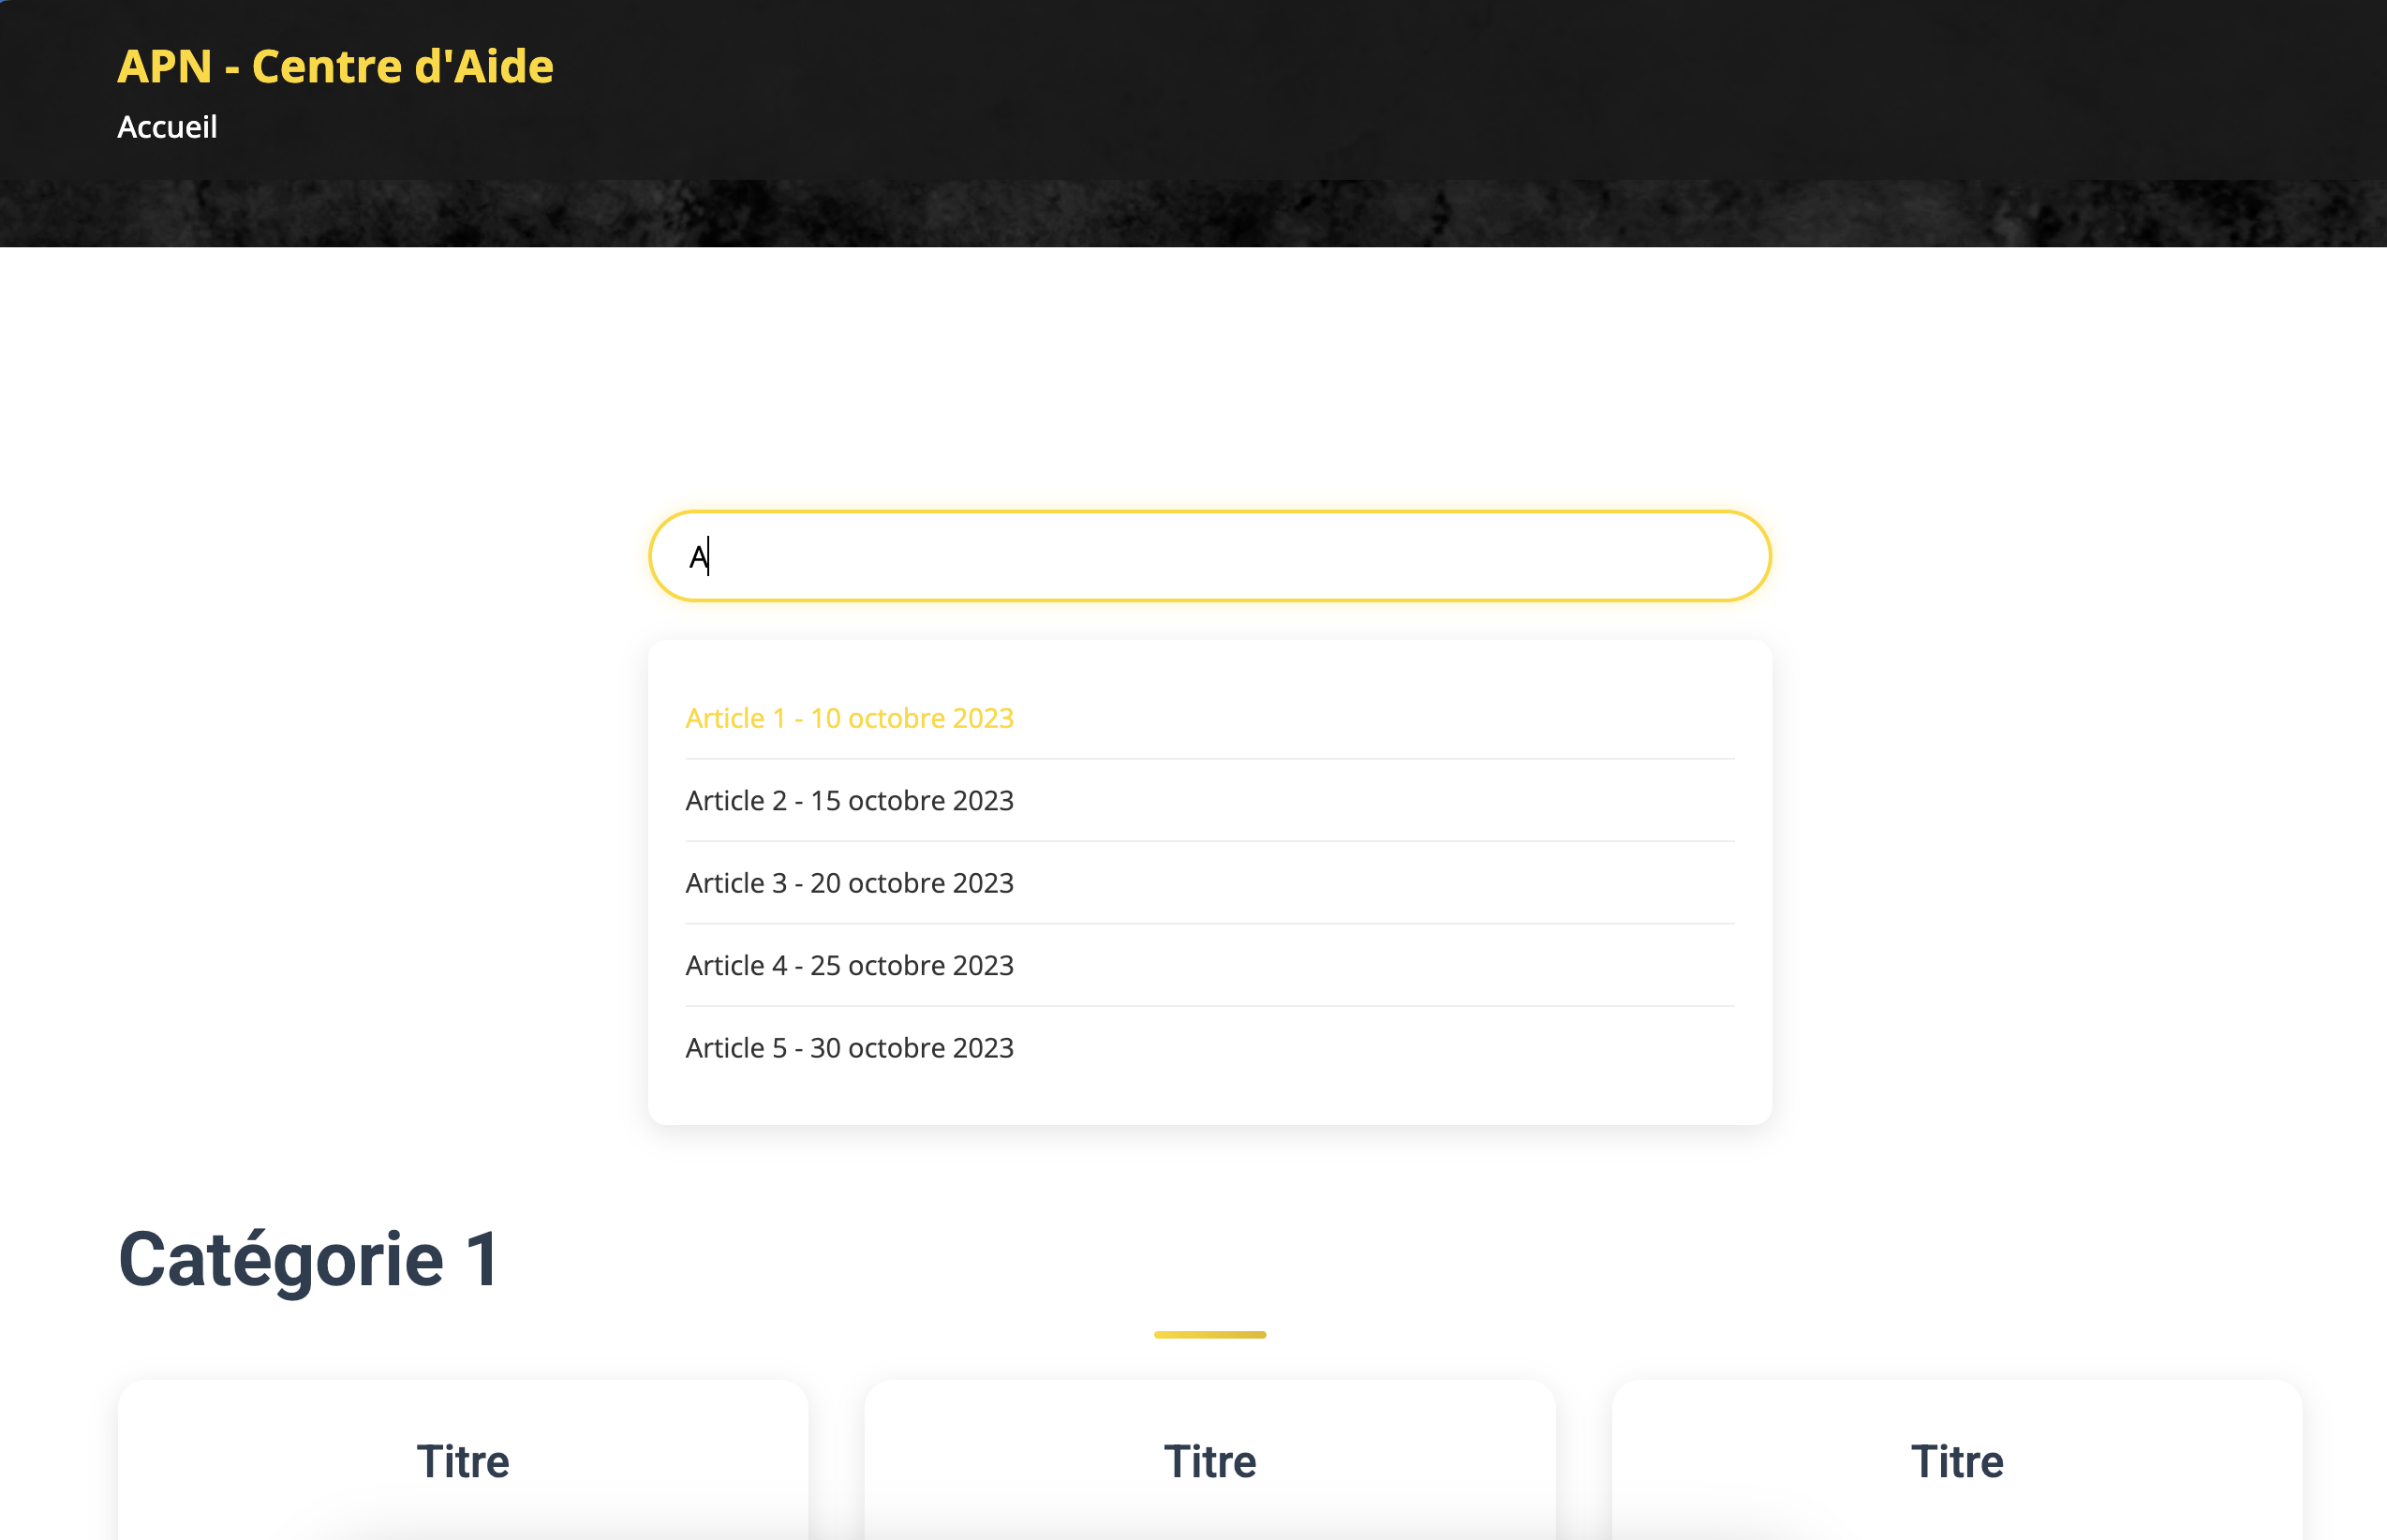 APN - Centre d'Aide
Accueil
A
Article 1 - 10 octobre 2023
Article 2 - 15 octobre 2023
Article 3 - 20 octobre 2023
Article 4 - 25 octobre 2023
Article 5 - 30 octobre 2023
Catégorie 1
Titre
Titre
Titre